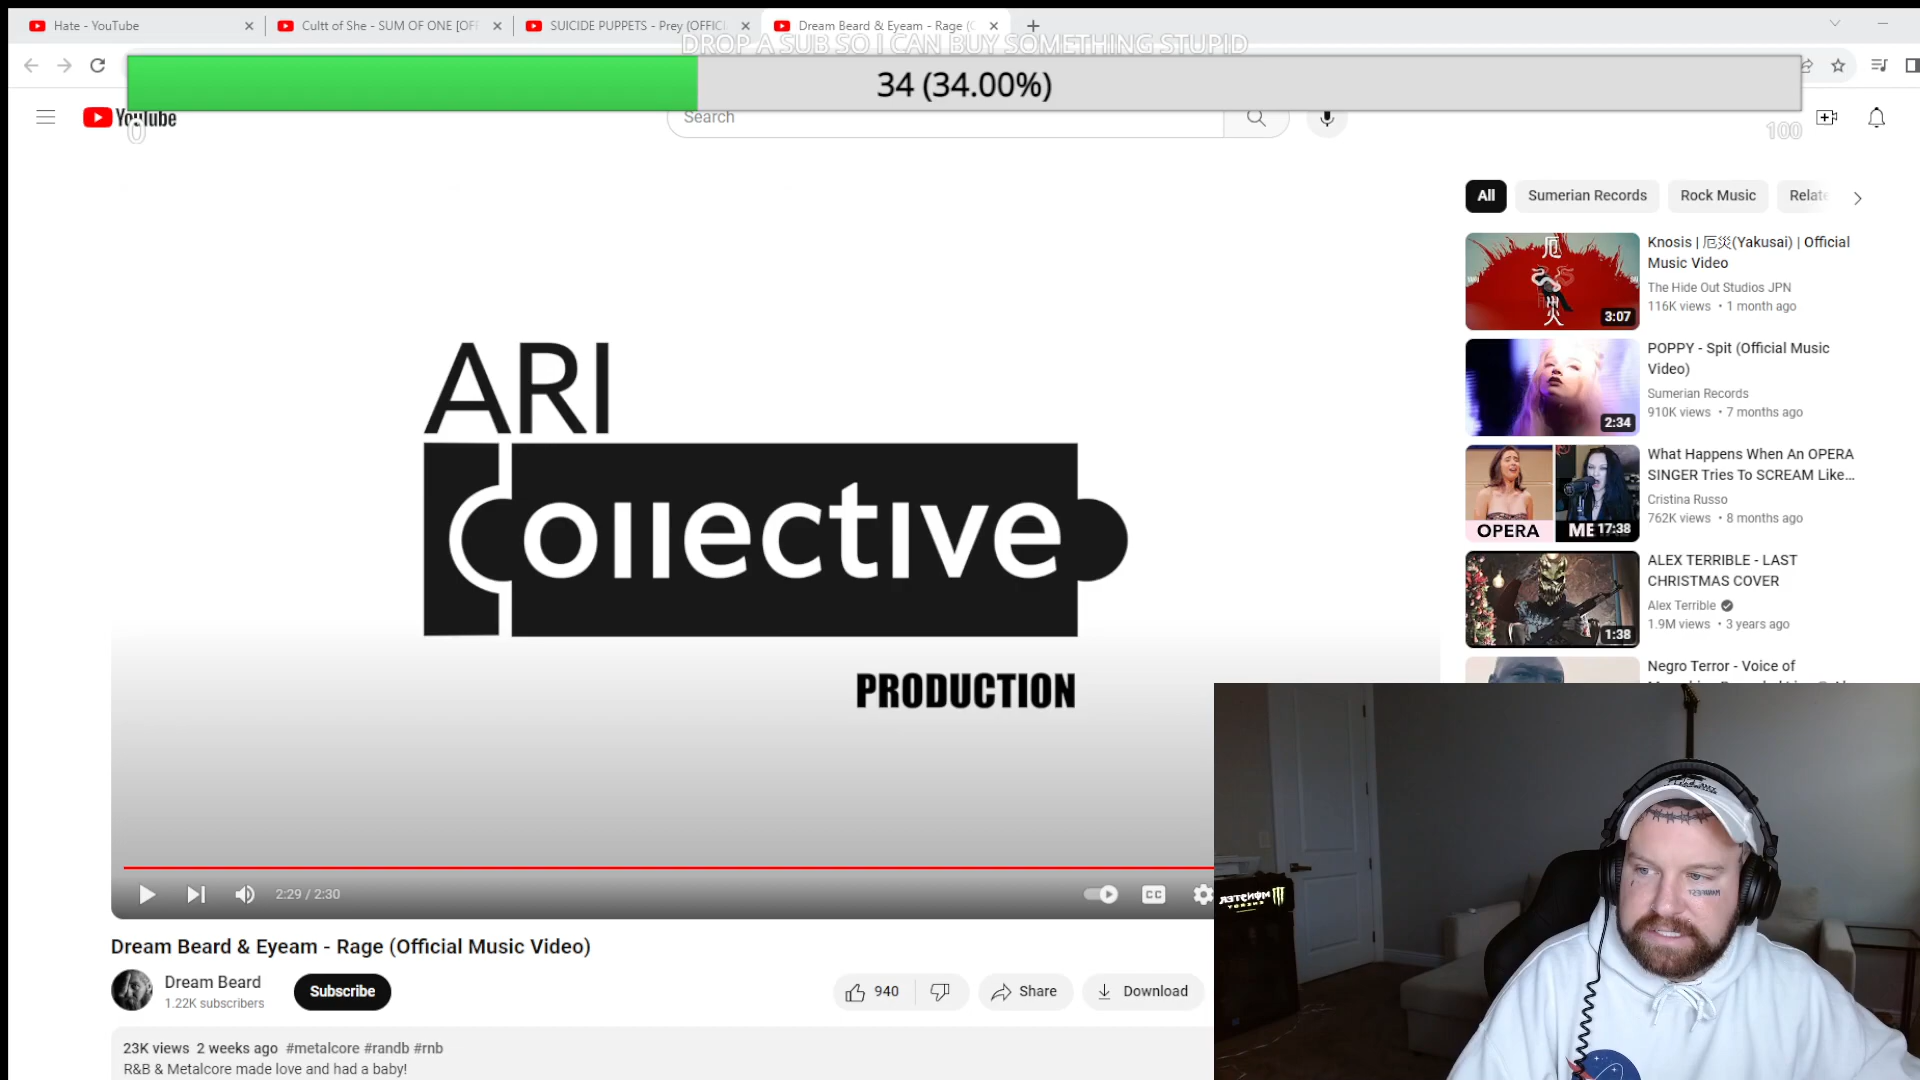 Hate - YouTube
Cultt of She - SUM OF ONE [OFF
SUICIDE PUPPETS - Prey (OFFICI
Dream Beard & Eyeam - Rage (O
DROP A SUB SO I CAN BUY SOMETHING STUPID
34 (34.00%)
0
100
YouTube
Search
All
Sumerian Records
Rock Music
Relate
ARI
Collective
PRODUCTION
2:29 / 2:30
CC
Dream Beard & Eyeam - Rage (Official Music Video)
Dream Beard
1.22K subscribers
Subscribe
940
Share
Download
23K views 2 weeks ago #metalcore #randb #rnb
R&B & Metalcore made love and had a baby!
厄
災
3:07
Knosis | 厄災(Yakusai) | Official
Music Video
The Hide Out Studios JPN
116K views • 1 month ago
2:34
POPPY - Spit (Official Music
Video)
Sumerian Records
910K views • 7 months ago
OPERA
ME
17:38
What Happens When An OPERA
SINGER Tries To SCREAM Like...
Cristina Russo
762K views • 8 months ago
1:38
ALEX TERRIBLE - LAST
CHRISTMAS COVER
Alex Terrible
1.9M views • 3 years ago
Negro Terror - Voice of
MONSTER
ENERGY